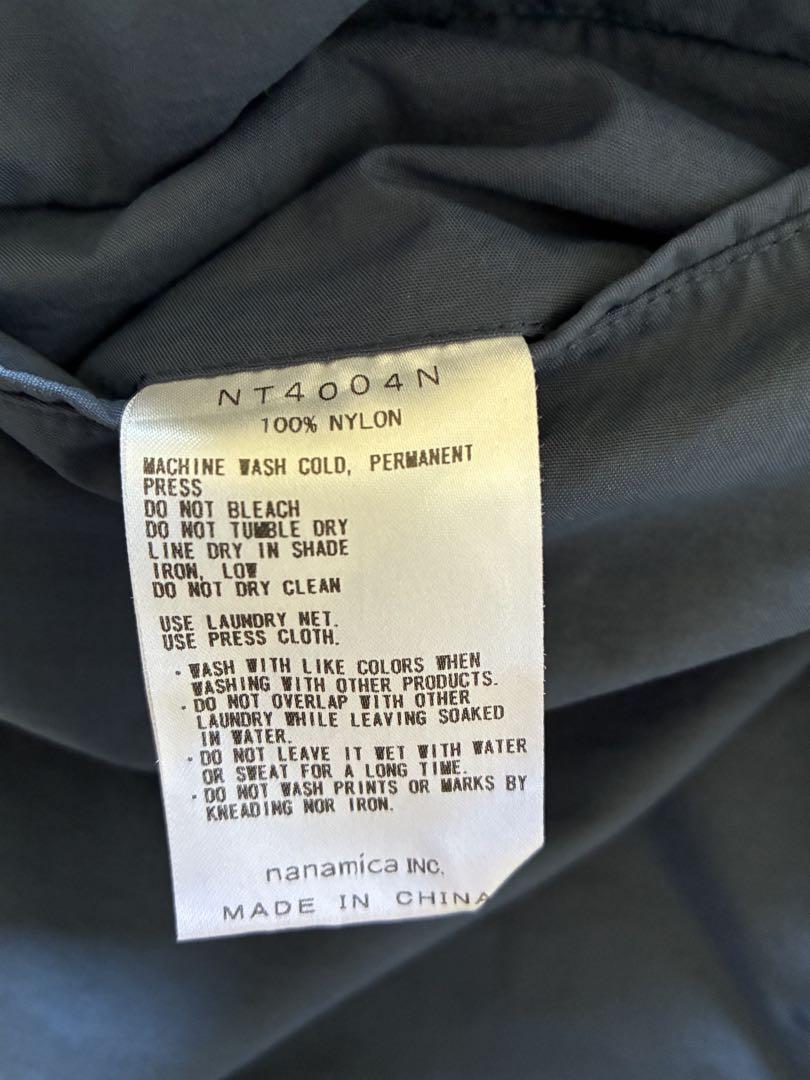 NT4004N
100% NYLON
MACHINE WASH COLD, PERMANENT
PRESS
DO NOT BLEACH
DO NOT TUMBLE DRY
LINE DRY IN SHADE
IRON, LOW
DO NOT DRY CLEAN
USE LAUNDRY NET.
USE PRESS CLOTH.
・WASH WITH LIKE COLORS WHEN
WASHING WITH OTHER PRODUCTS.
・DO NOT OVERLAP WITH OTHER
LAUNDRY WHILE LEAVING SOAKED
IN WATER.
・DO NOT LEAVE IT WET WITH WATER
OR SWEAT FOR A LONG TIME.
・DO NOT WASH PRINTS OR MARKS BY
KNEADING NOR IRON.
nanamica INC.
MADE IN CHINA